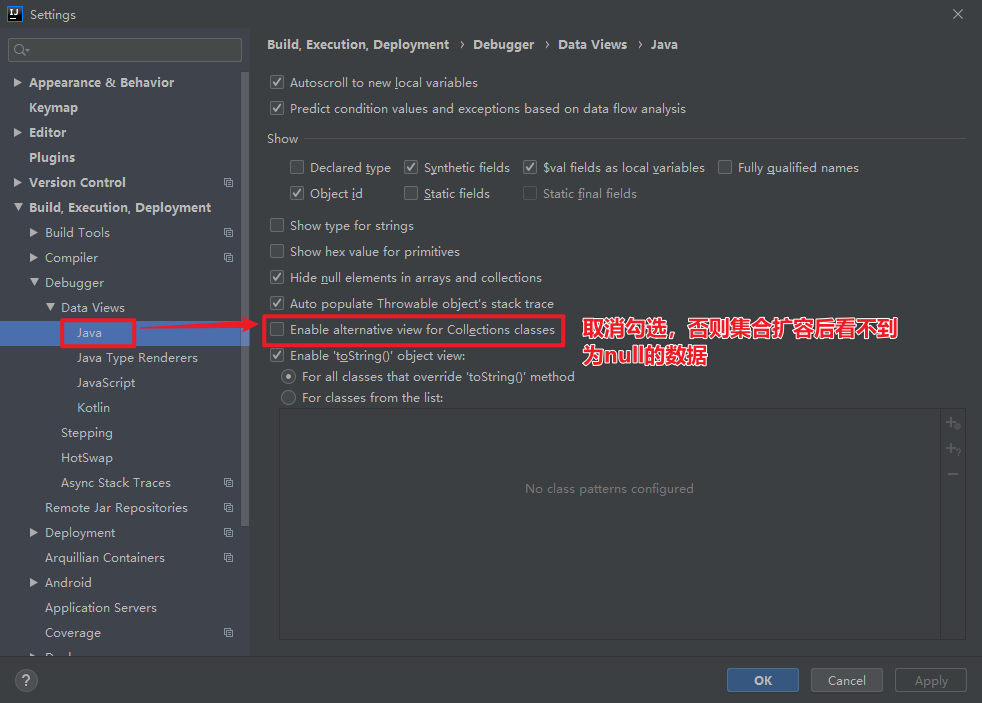 Settings
Build, Execution, Deployment › Debugger › Data Views › Java
Appearance & Behavior
Keymap
Editor
Plugins
Version Control
Build, Execution, Deployment
Build Tools
Compiler
Debugger
Data Views
Java
Java Type Renderers
JavaScript
Kotlin
Stepping
HotSwap
Async Stack Traces
Remote Jar Repositories
Deployment
Arquillian Containers
Android
Application Servers
Coverage
Autoscroll to new local variables
Predict condition values and exceptions based on data flow analysis
Show
Declared type Synthetic fields $val fields as local variables Fully qualified names
Object id Static fields Static final fields
Show type for strings
Show hex value for primitives
Hide null elements in arrays and collections
Auto populate Throwable object's stack trace
Enable alternative view for Collections classes
取消勾选，否则集合扩容后看不到
为null的数据
Enable 'toString()' object view:
For all classes that override 'toString()' method
For classes from the list:
No class patterns configured
? OK Cancel Apply